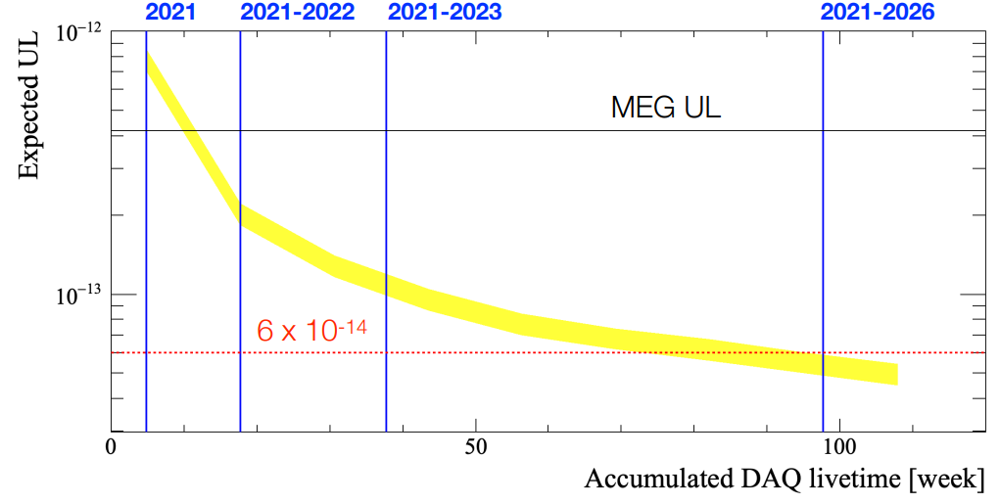 2021 2021-2022 2021-2023 2021-2026
10⁻¹²
Expected UL
MEG UL
10⁻¹³
6 x 10⁻¹⁴
0 50 100
Accumulated DAQ livetime [week]